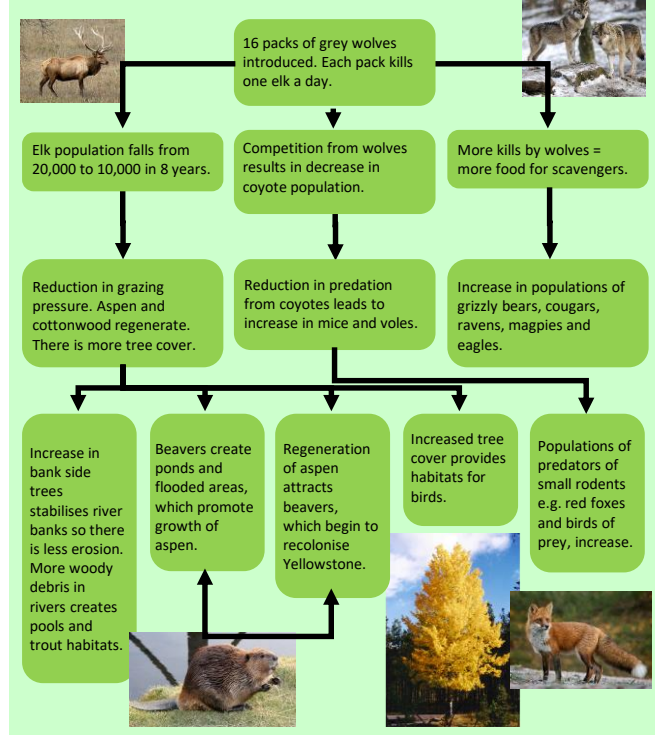 16 packs of grey wolves
introduced. Each pack kills
one elk a day.
Elk population falls from
20,000 to 10,000 in 8 years.
Competition from wolves
results in decrease in
coyote population.
More kills by wolves =
more food for scavengers.
Reduction in grazing
pressure. Aspen and
cottonwood regenerate.
There is more tree cover.
Reduction in predation
from coyotes leads to
increase in mice and voles.
Increase in populations of
grizzly bears, cougars,
ravens, magpies and
eagles.
Increase in
bank side
trees
stabilises river
banks so there
is less erosion.
More woody
debris in
rivers creates
pools and
trout habitats.
Beavers create
ponds and
flooded areas,
which promote
growth of
aspen.
Regeneration
of aspen
attracts
beavers,
which begin to
recolonise
Yellowstone.
Increased tree
cover provides
habitats for
birds.
Populations of
predators of
small rodents
e.g. red foxes
and birds of
prey, increase.